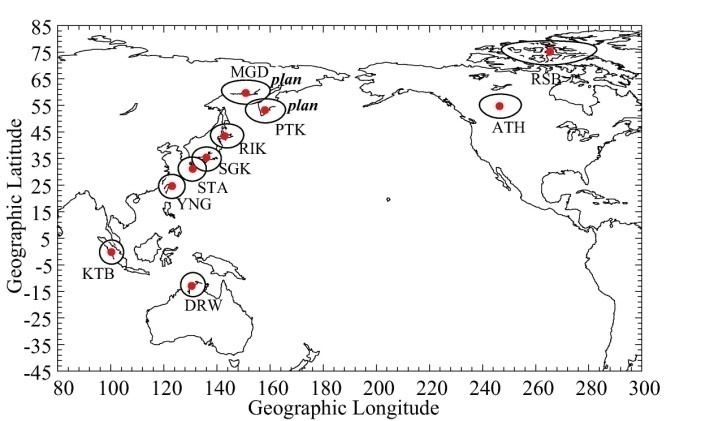 85
75
65
55
45
35
25
15
5
-5
-15
-25
-35
-45
Geographic Latitude
MGD plan
plan
PTK
RIK
SGK
STA
YNG
KTB
DRW
RSB
ATH
80 100 120 140 160 180 200 220 240 260 280 300
Geographic Longitude